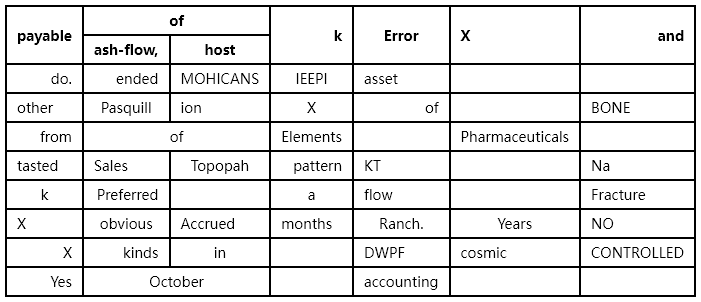 payable of k Error X and
ash-flow, host
do. ended MOHICANS IEEPI asset
other Pasquill ion X of BONE
from of Elements Pharmaceuticals
tasted Sales Topopah pattern KT Na
k Preferred a flow Fracture
X obvious Accrued months Ranch. Years NO
X kinds in DWPF cosmic CONTROLLED
Yes October accounting